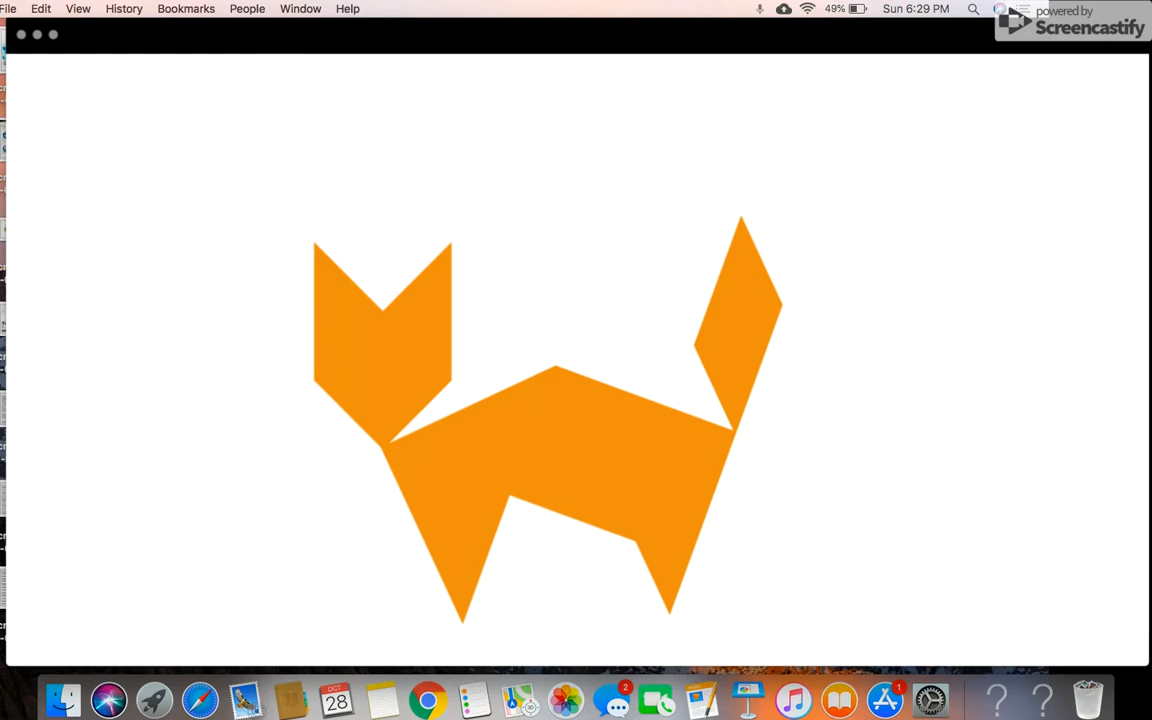 File Edit View History Bookmarks People Window Help 49% Sun 6:29 PM
powered by
Screencastify
OCT
28
2
3D
1
? ?